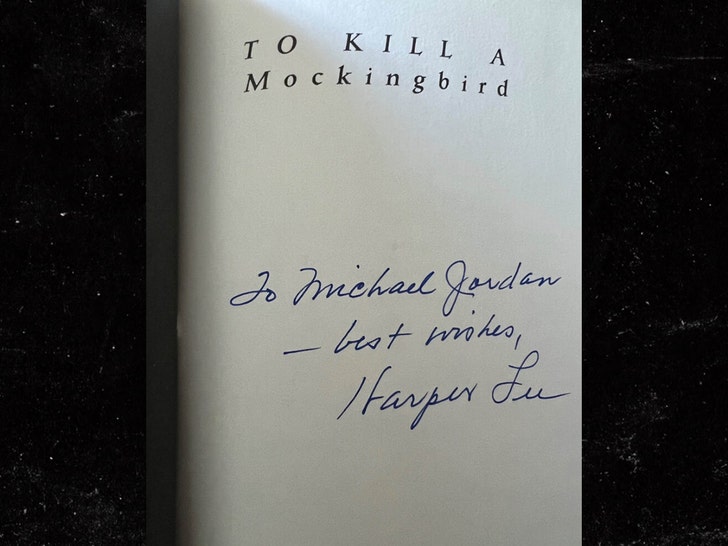 TO KILL A
Mockingbird
To Michael Jordan
— best wishes,
Harper Lee